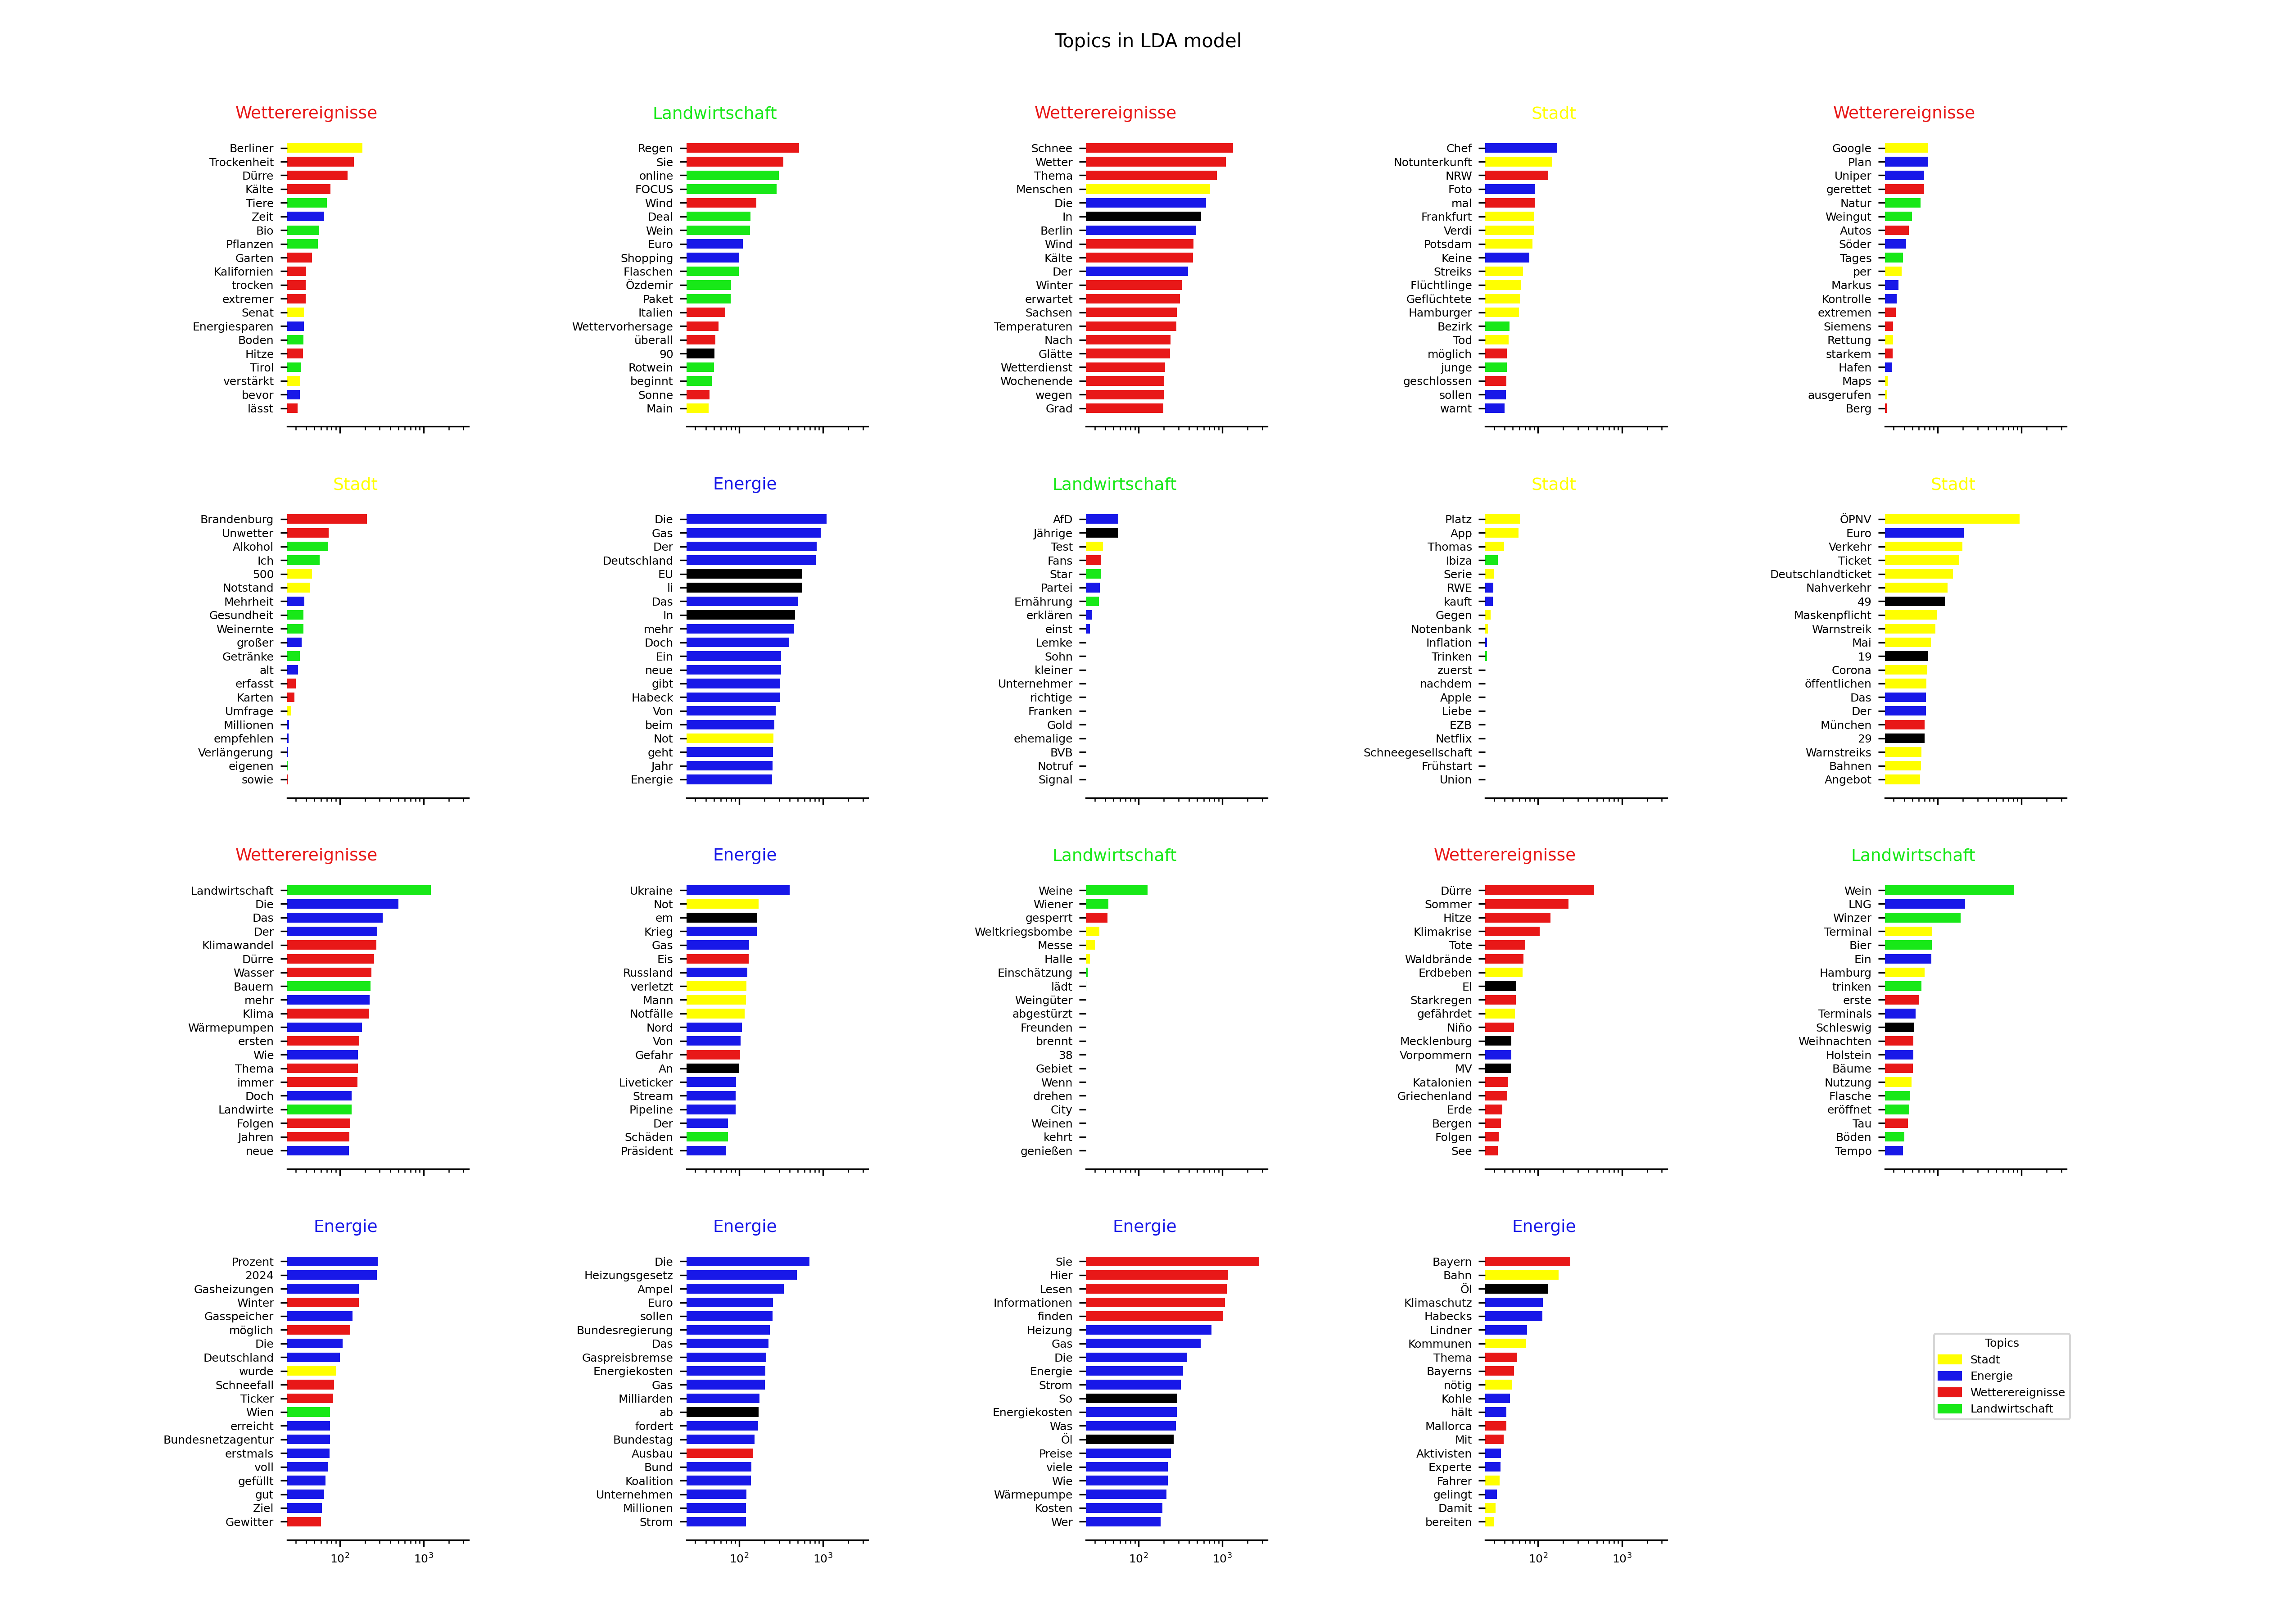 Topics in LDA model
Wetterereignisse
Berliner
Trockenheit
Dürre
Kälte
Tiere
Zeit
Bio
Pflanzen
Garten
Kalifornien
trocken
extremer
Senat
Energiesparen
Boden
Hitze
Tirol
verstärkt
bevor
lässt
Landwirtschaft
Regen
Sie
online
FOCUS
Wind
Deal
Wein
Euro
Shopping
Flaschen
Özdemir
Paket
Italien
Wettervorhersage
überall
90
Rotwein
beginnt
Sonne
Main
Wetterereignisse
Schnee
Wetter
Thema
Menschen
Die
In
Berlin
Wind
Kälte
Der
Winter
erwartet
Sachsen
Temperaturen
Nach
Glätte
Wetterdienst
Wochenende
wegen
Grad
Stadt
Chef
Notunterkunft
NRW
Foto
mal
Frankfurt
Verdi
Potsdam
Keine
Streiks
Flüchtlinge
Geflüchtete
Hamburger
Bezirk
Tod
möglich
junge
geschlossen
sollen
warnt
Wetterereignisse
Google
Plan
Uniper
gerettet
Natur
Weingut
Autos
Söder
Tages
per
Markus
Kontrolle
extremen
Siemens
Rettung
starkem
Hafen
Maps
ausgerufen
Berg
Stadt
Brandenburg
Unwetter
Alkohol
Ich
500
Notstand
Mehrheit
Gesundheit
Weinernte
großer
Getränke
alt
erfasst
Karten
Umfrage
Millionen
empfehlen
Verlängerung
eigenen
sowie
Energie
Die
Gas
Der
Deutschland
EU
li
Das
In
mehr
Doch
Ein
neue
gibt
Habeck
Von
beim
Not
geht
Jahr
Energie
Landwirtschaft
AfD
Jährige
Test
Fans
Star
Partei
Ernährung
erklären
einst
Lemke
Sohn
kleiner
Unternehmer
richtige
Franken
Gold
ehemalige
BVB
Notruf
Signal
Stadt
Platz
App
Thomas
Ibiza
Serie
RWE
kauft
Gegen
Notenbank
Inflation
Trinken
zuerst
nachdem
Apple
Liebe
EZB
Netflix
Schneegesellschaft
Frühstart
Union
Stadt
ÖPNV
Euro
Verkehr
Ticket
Deutschlandticket
Nahverkehr
49
Maskenpflicht
Warnstreik
Mai
19
Corona
öffentlichen
Das
Der
München
29
Warnstreiks
Bahnen
Angebot
Wetterereignisse
Landwirtschaft
Die
Das
Der
Klimawandel
Dürre
Wasser
Bauern
mehr
Klima
Wärmepumpen
ersten
Wie
Thema
immer
Doch
Landwirte
Folgen
Jahren
neue
Energie
Ukraine
Not
em
Krieg
Gas
Eis
Russland
verletzt
Mann
Notfälle
Nord
Von
Gefahr
An
Liveticker
Stream
Pipeline
Der
Schäden
Präsident
Landwirtschaft
Weine
Wiener
gesperrt
Weltkriegsbombe
Messe
Halle
Einschätzung
lädt
Weingüter
abgestürzt
Freunden
brennt
38
Gebiet
Wenn
drehen
City
Weinen
kehrt
genießen
Wetterereignisse
Dürre
Sommer
Hitze
Klimakrise
Tote
Waldbrände
Erdbeben
El
Starkregen
gefährdet
Niño
Mecklenburg
Vorpommern
MV
Katalonien
Griechenland
Erde
Bergen
Folgen
See
Landwirtschaft
Wein
LNG
Winzer
Terminal
Bier
Ein
Hamburg
trinken
erste
Terminals
Schleswig
Weihnachten
Holstein
Bäume
Nutzung
Flasche
eröffnet
Tau
Böden
Tempo
Energie
Prozent
2024
Gasheizungen
Winter
Gasspeicher
möglich
Die
Deutschland
wurde
Schneefall
Ticker
Wien
erreicht
Bundesnetzagentur
erstmals
voll
gefüllt
gut
Ziel
Gewitter
10² 10³
Energie
Die
Heizungsgesetz
Ampel
Euro
sollen
Bundesregierung
Das
Gaspreisbremse
Energiekosten
Gas
Milliarden
ab
fordert
Bundestag
Ausbau
Bund
Koalition
Unternehmen
Millionen
Strom
10² 10³
Energie
Sie
Hier
Lesen
Informationen
finden
Heizung
Gas
Die
Energie
Strom
So
Energiekosten
Was
Öl
Preise
viele
Wie
Wärmepumpe
Kosten
Wer
10² 10³
Energie
Bayern
Bahn
Öl
Klimaschutz
Habecks
Lindner
Kommunen
Thema
Bayerns
nötig
Kohle
hält
Mallorca
Mit
Aktivisten
Experte
Fahrer
gelingt
Damit
bereiten
10² 10³
Topics
Stadt
Energie
Wetterereignisse
Landwirtschaft